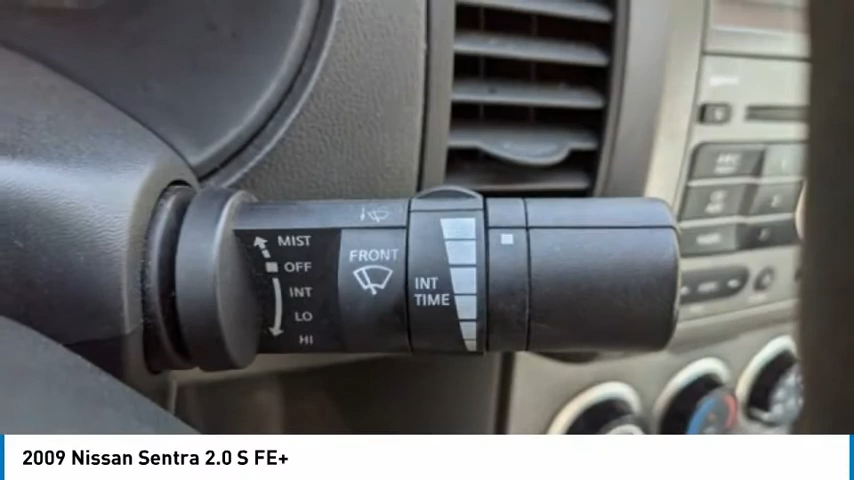 MIST
OFF
INT
LO
HI
FRONT
INT
TIME
2009 Nissan Sentra 2.0 S FE+